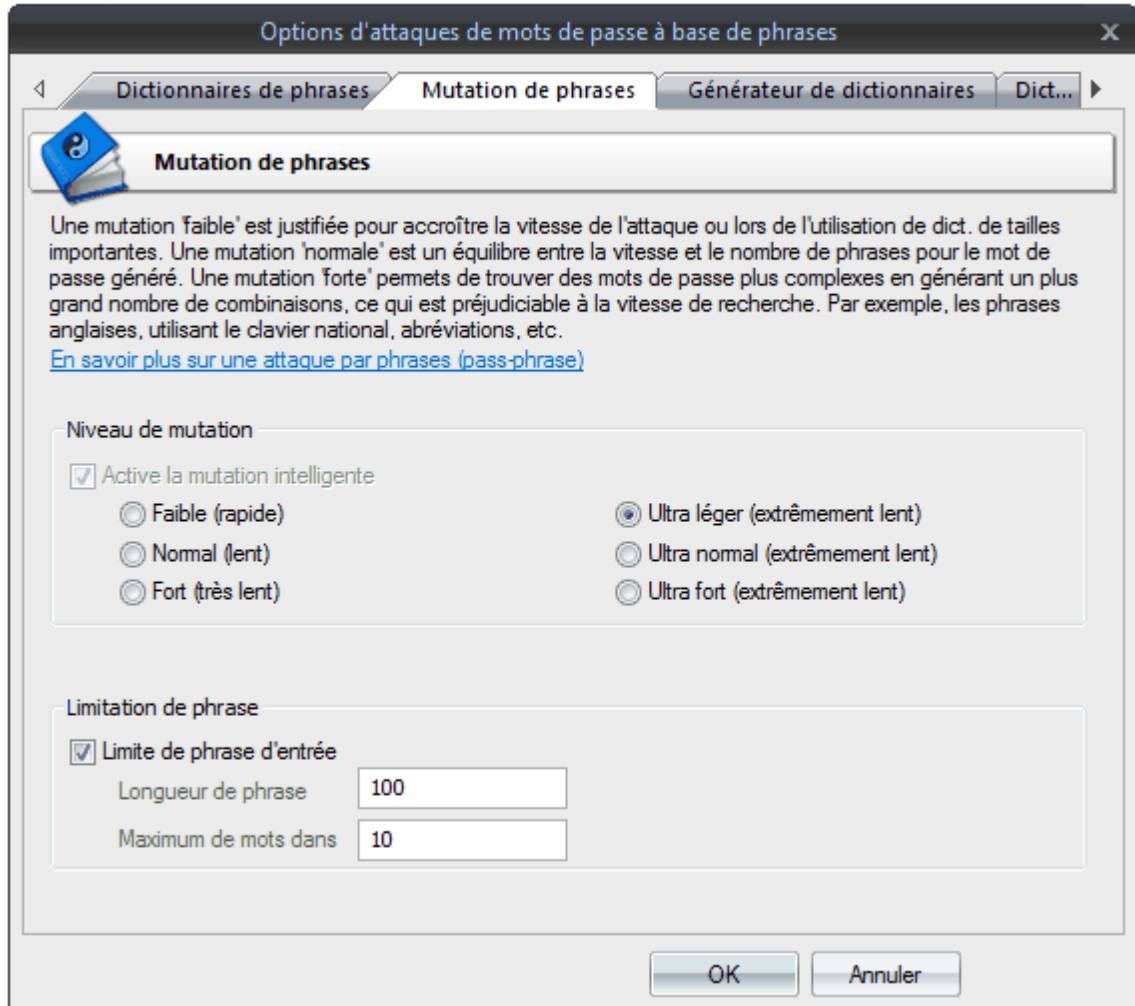 Options d'attaques de mots de passe à base de phrases
Dictionnaires de phrases Mutation de phrases Générateur de dictionnaires Dict...
Mutation de phrases
Une mutation 'faible' est justifiée pour accroître la vitesse de l'attaque ou lors de l'utilisation de dict. de tailles
importantes. Une mutation 'normale' est un équilibre entre la vitesse et le nombre de phrases pour le mot de
passe généré. Une mutation 'forte' permets de trouver des mots de passe plus complexes en générant un plus
grand nombre de combinaisons, ce qui est préjudiciable à la vitesse de recherche. Par exemple, les phrases
anglaises, utilisant le clavier national, abréviations, etc.
En savoir plus sur une attaque par phrases (pass-phrase)
Niveau de mutation
Active la mutation intelligente
Faible (rapide) Ultra léger (extrêmement lent)
Normal (lent) Ultra normal (extrêmement lent)
Fort (très lent) Ultra fort (extrêmement lent)
Limitation de phrase
Limite de phrase d'entrée
Longueur de phrase 100
Maximum de mots dans 10
OK Annuler